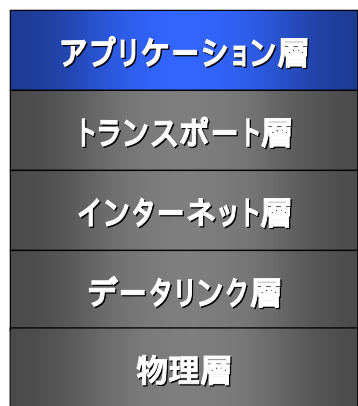 アプリケーション層
トランスポート層
インターネット層
データリンク層
物理層